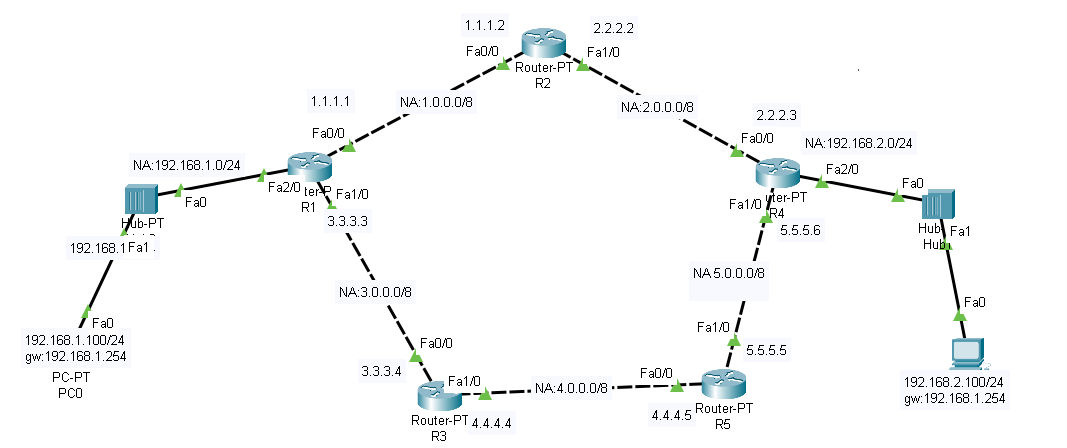 1.1.1.2
2.2.2.2
Fa0/0
Fa1/0
Router-PT
R2
1.1.1.1
NA:1.0.0.0/8
NA:2.0.0.0/8
2.2.2.3
Fa0/0
Fa0/0
NA:192.168.2.0/24
NA:192.168.1.0/24
Fa2/0
Fa2/0
Fa0
Fa0
ter-P
R1
Fa1/0
Fa1/0
uter-PT
R4
Hub-PT
3.3.3.3
5.5.5.6
Hub-
Hub
Fa1
192.168.1
Fa1
NA:3.0.0.0/8
NA 5.0.0.0/8
Fa0
Fa0
192.168.1.100/24
gw:192.168.1.254
PC-PT
PC0
Fa0/0
3.3.3.4
Fa1/0
Router-PT
R3
4.4.4.4
NA:4.0.0.0/8
Fa1/0
5.5.5.5
Fa0/0
4.4.4.5
Router-PT
R5
192.168.2.100/24
gw:192.168.1.254